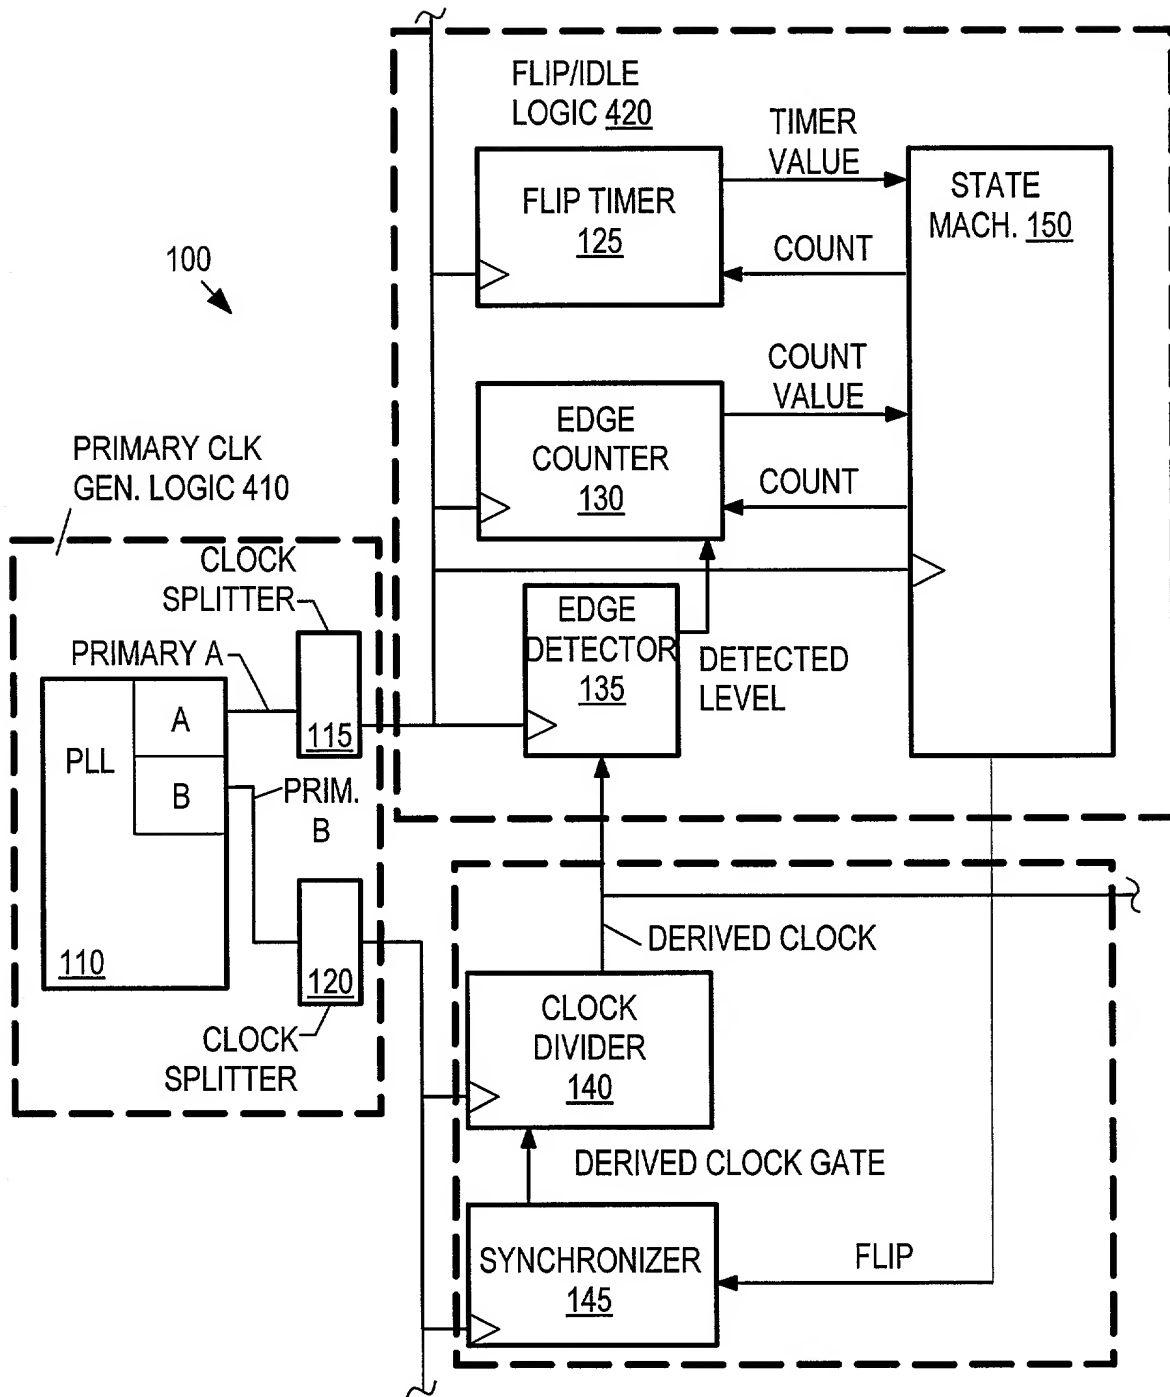 FLIP/IDLE
LOGIC 420
TIMER
VALUE
FLIP TIMER
125
STATE
MACH. 150
COUNT
100
COUNT
VALUE
EDGE
COUNTER
130
COUNT
PRIMARY CLK
GEN. LOGIC 410
CLOCK
SPLITTER
EDGE
DETECTOR
135
DETECTED
LEVEL
PRIMARY A
A
115
PLL
B
PRIM.
B
110
120
CLOCK
SPLITTER
DERIVED CLOCK
CLOCK
DIVIDER
140
DERIVED CLOCK GATE
SYNCHRONIZER
145
FLIP